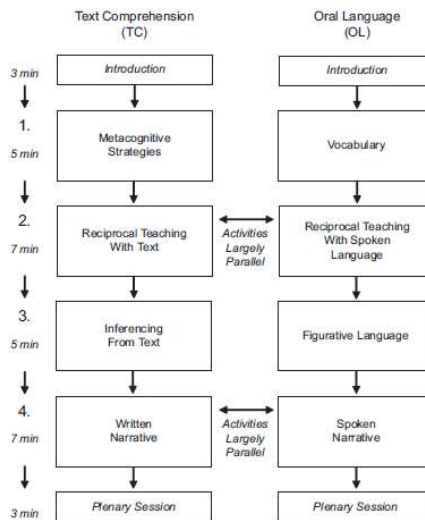 Text Comprehension
(TC)
Oral Language
(OL)
3 min
Introduction
Introduction
1.
5 min
Metacognitive
Strategies
Vocabulary
2.
7 min
Reciprocal Teaching
With Text
Activities
Largely
Parallel
Reciprocal Teaching
With Spoken
Language
3.
5 min
Inferencing
From Text
Figurative Language
4.
7 min
Written
Narrative
Activities
Largely
Parallel
Spoken
Narrative
3 min
Plenary Session
Plenary Session